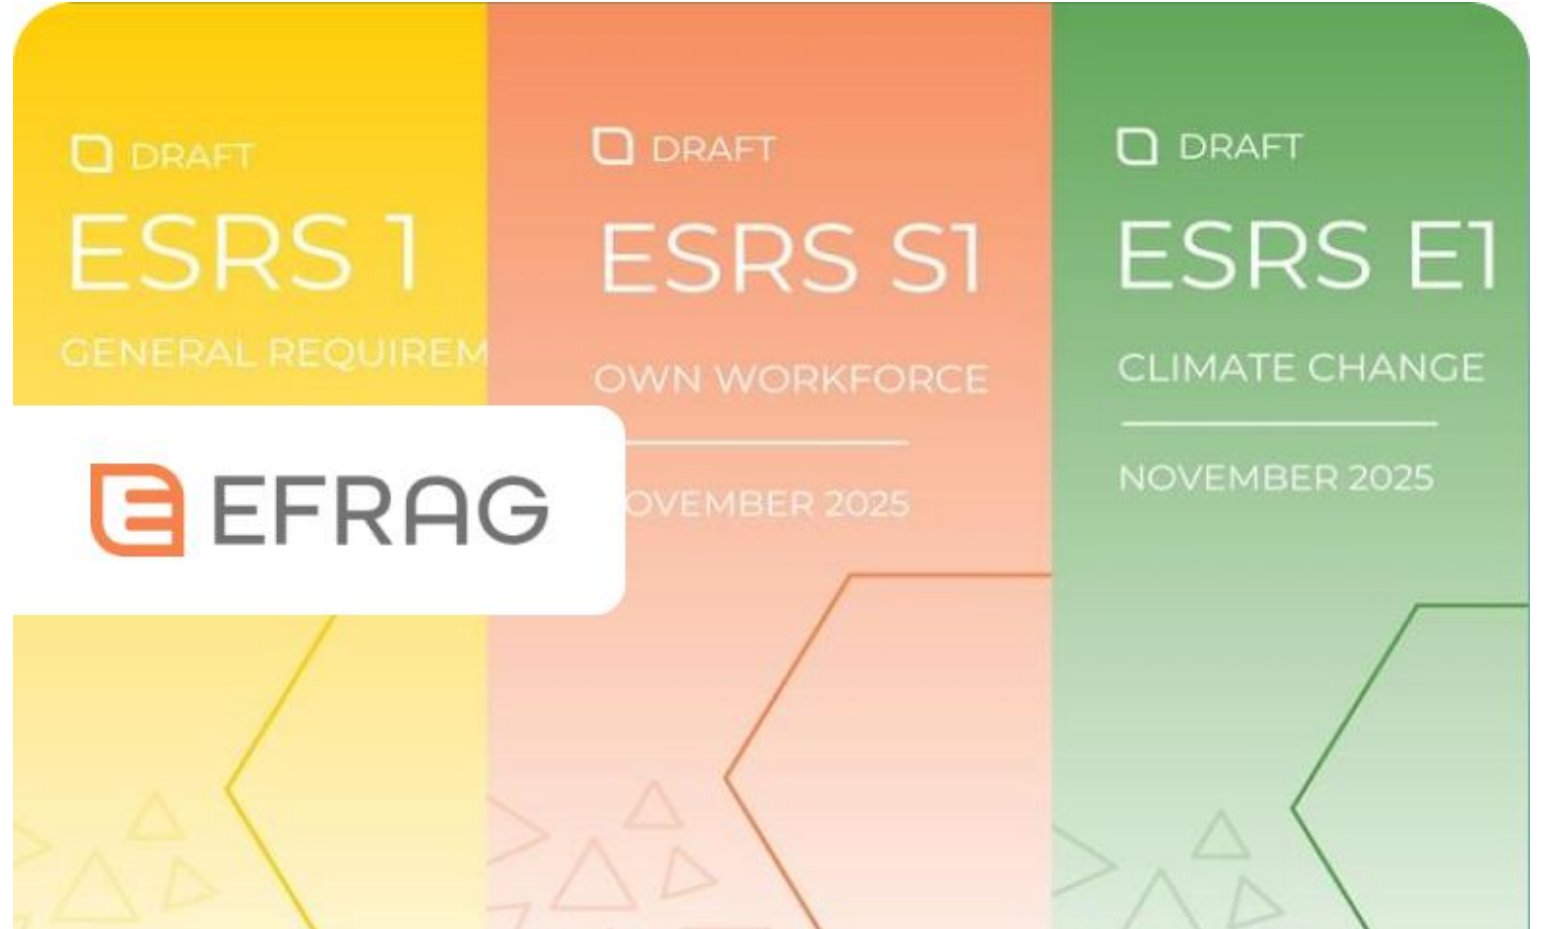 DRAFT
ESRS 1
GENERAL REQUIREM
EFRAG
DRAFT
ESRS S1
OWN WORKFORCE
OVEMBER 2025
DRAFT
ESRS E1
CLIMATE CHANGE
NOVEMBER 2025